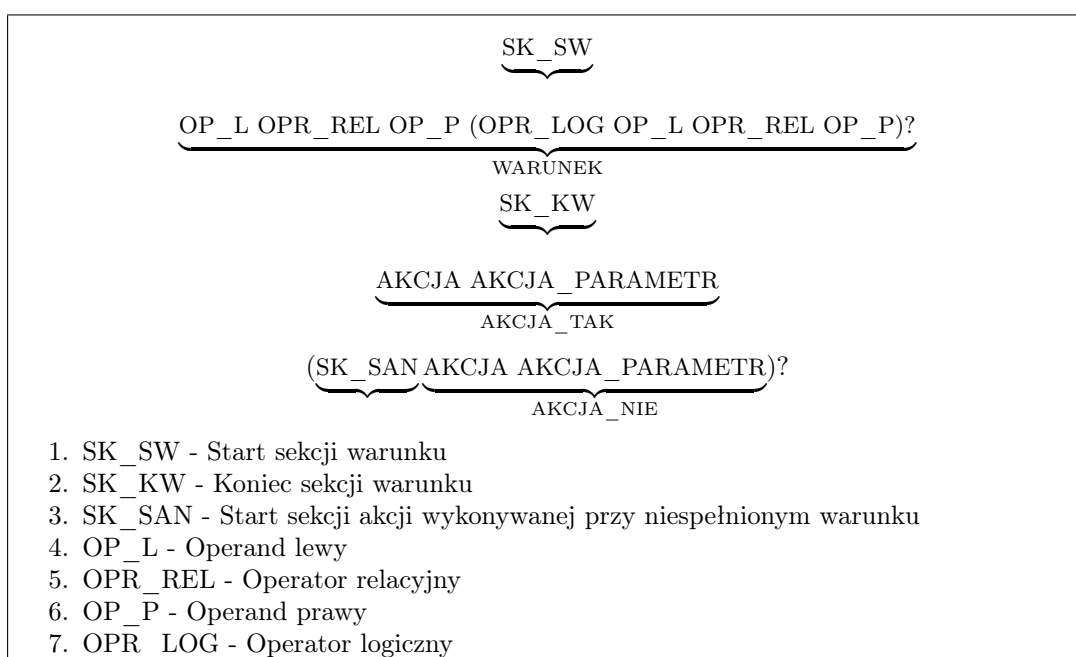 SK_SW
OP_L OPR_REL OP_P (OPR_LOG OP_L OPR_REL OP_P)?
WARUNEK
SK_KW
AKCJA AKCJA_PARAMETR
AKCJA_TAK
(SK_SAN AKCJA AKCJA_PARAMETR)?
AKCJA_NIE
1. SK_SW - Start sekcji warunku
2. SK_KW - Koniec sekcji warunku
3. SK_SAN - Start sekcji akcji wykonywanej przy niespełnionym warunku
4. OP_L - Operand lewy
5. OPR_REL - Operator relacyjny
6. OP_P - Operand prawy
7. OPR_LOG - Operator logiczny